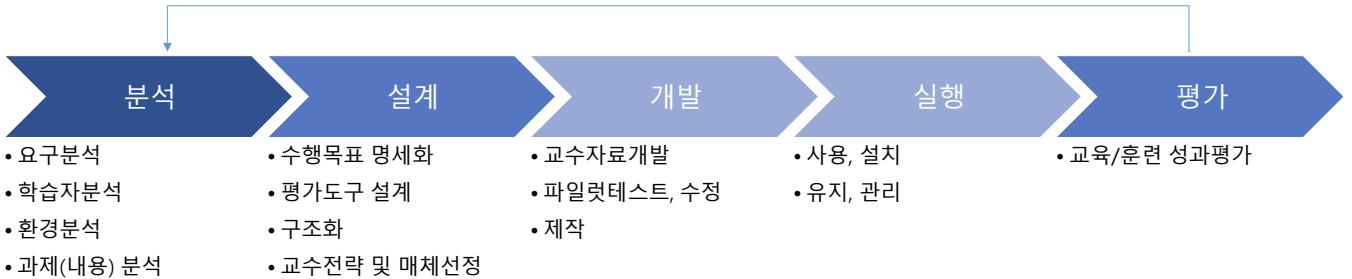 분석
• 요구분석
• 학습자분석
• 환경분석
• 과제(내용) 분석
설계
• 수행목표 명세화
• 평가도구 설계
• 구조화
• 교수전략 및 매체선정
개발
• 교수자료개발
• 파일럿테스트, 수정
• 제작
실행
• 사용, 설치
• 유지, 관리
평가
• 교육/훈련 성과평가